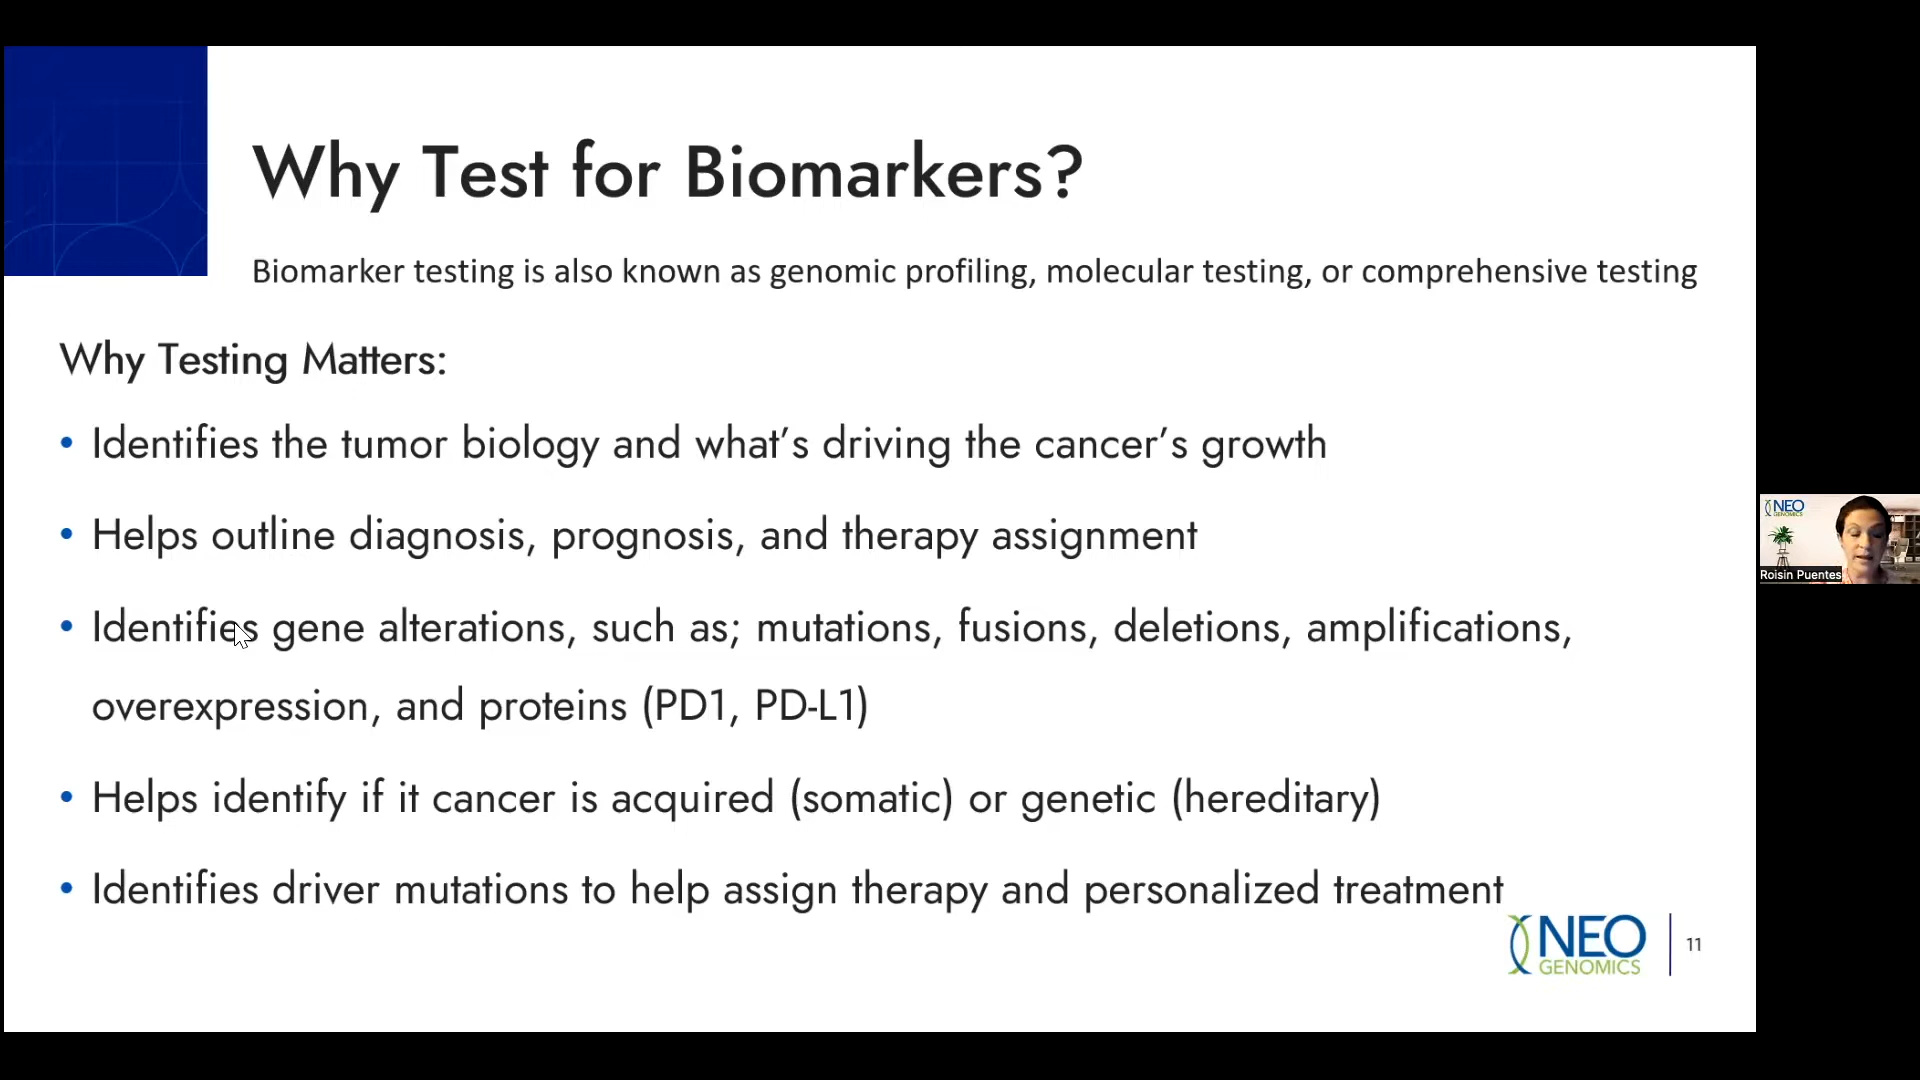 Why Test for Biomarkers?
Biomarker testing is also known as genomic profiling, molecular testing, or comprehensive testing
Why Testing Matters:
• Identifies the tumor biology and what’s driving the cancer’s growth
• Helps outline diagnosis, prognosis, and therapy assignment
• Identifies gene alterations, such as; mutations, fusions, deletions, amplifications,
overexpression, and proteins (PD1, PD-L1)
• Helps identify if it cancer is acquired (somatic) or genetic (hereditary)
• Identifies driver mutations to help assign therapy and personalized treatment
NEO
GENOMICS
11
NEO
GENOMICS
Roisin Puentes